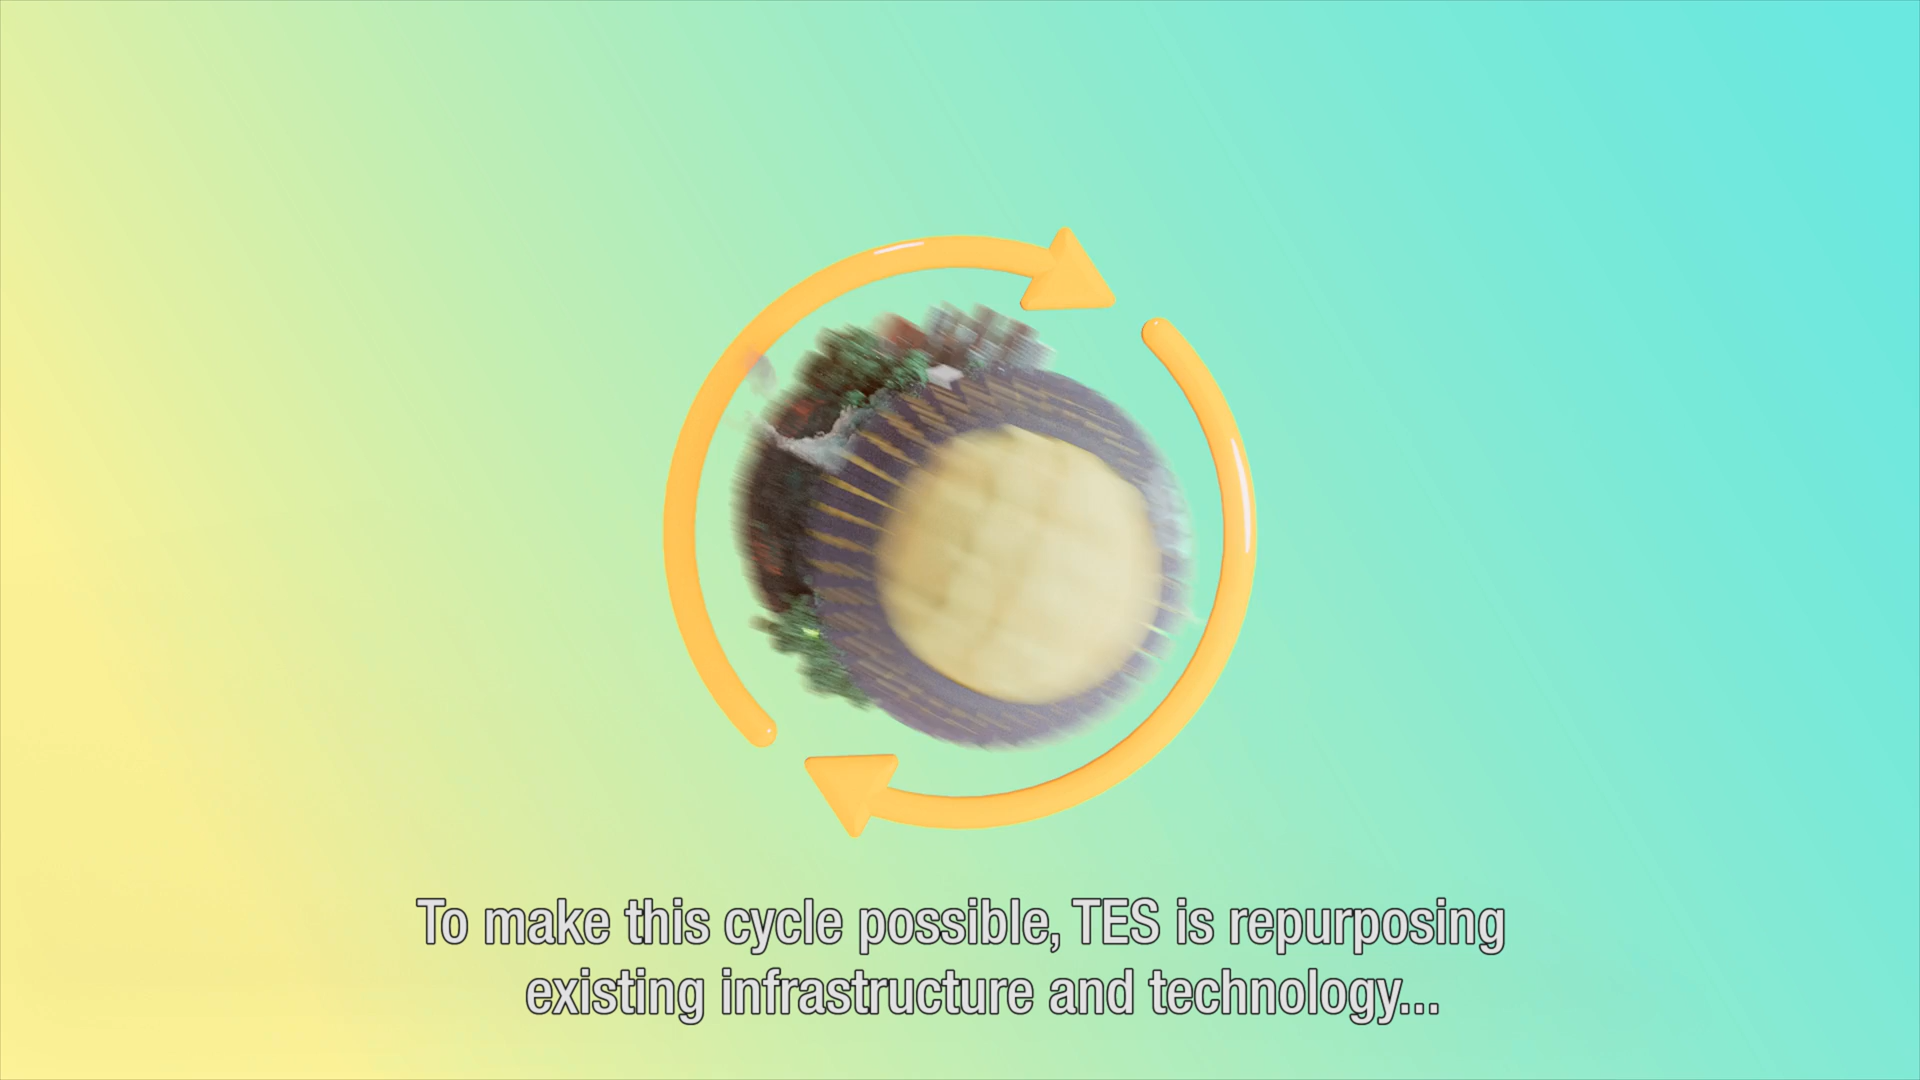 To make this cycle possible, TES is repurposing
existing infrastructure and technology...